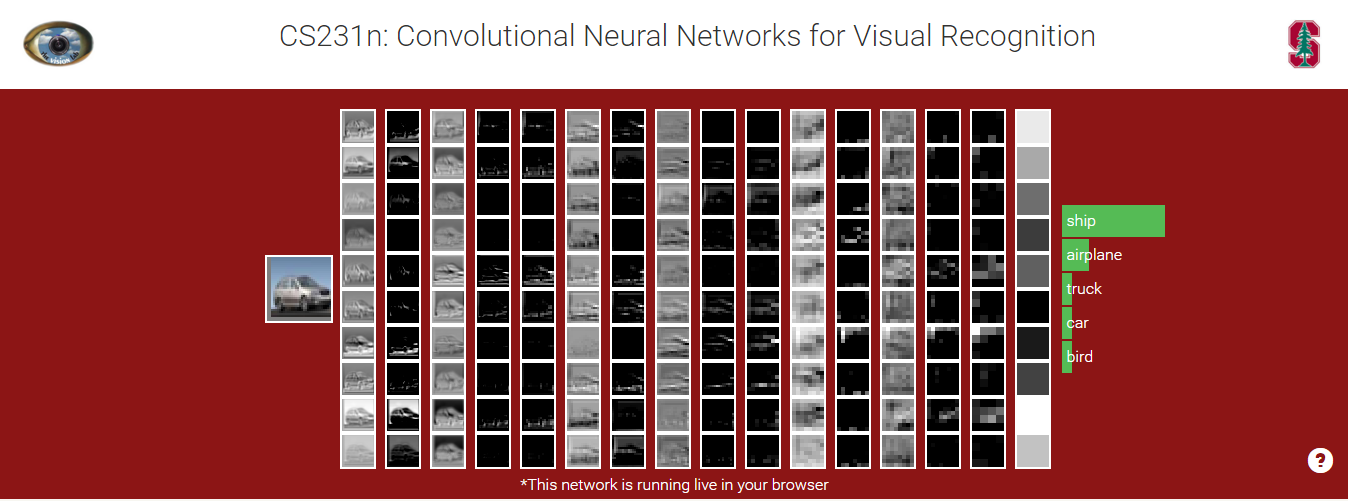 CS231n: Convolutional Neural Networks for Visual Recognition
ship
airplane
truck
car
bird
?
*This network is running live in your browser